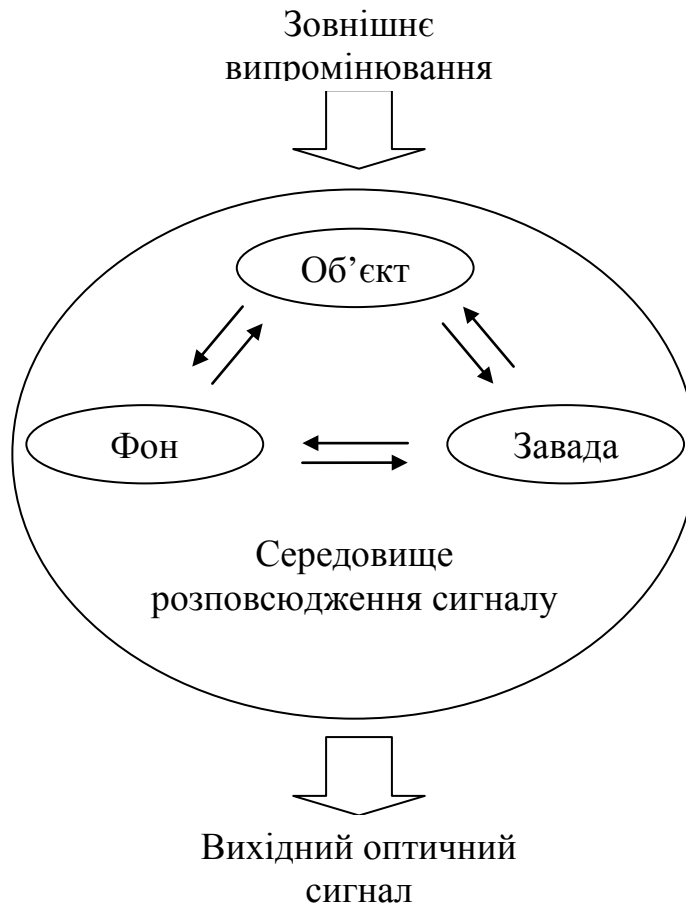 Зовнішнє
випромінювання
Об’єкт
Фон
Завада
Середовище
розповсюдження сигналу
Вихідний оптичний
сигнал